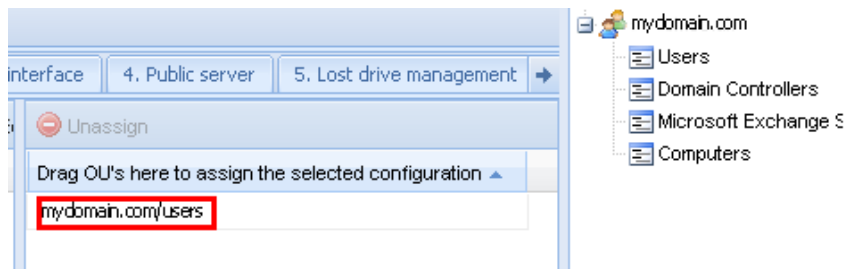 interface
4. Public server
5. Lost drive management
Unassign
Drag OU's here to assign the selected configuration
mydomain.com/users
mydomain.com
Users
Domain Controllers
Microsoft Exchange S
Computers